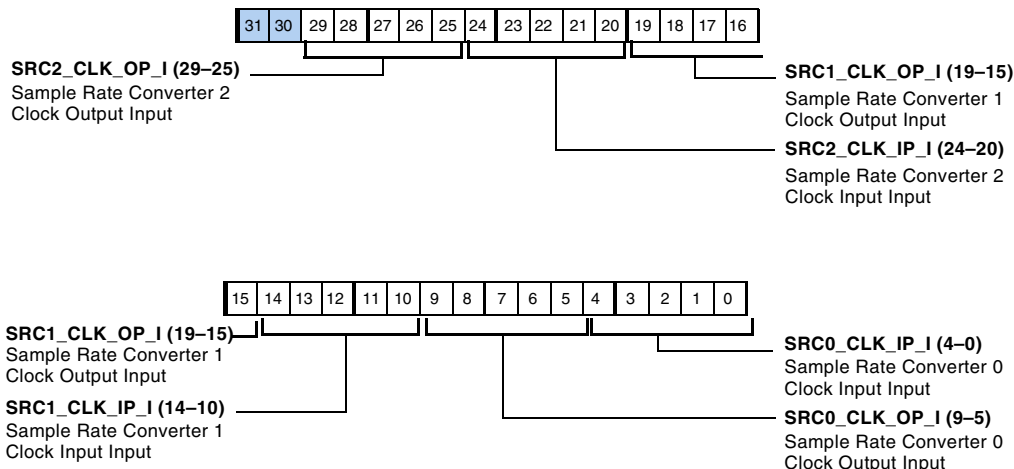 31 30 29 28 27 26 25 24 23 22 21 20 19 18 17 16
SRC2_CLK_OP_I (29–25)
Sample Rate Converter 2
Clock Output Input
SRC1_CLK_OP_I (19–15)
Sample Rate Converter 1
Clock Output Input
SRC2_CLK_IP_I (24–20)
Sample Rate Converter 2
Clock Input Input
15 14 13 12 11 10 9 8 7 6 5 4 3 2 1 0
SRC1_CLK_OP_I (19–15)
Sample Rate Converter 1
Clock Output Input
SRC1_CLK_IP_I (14–10)
Sample Rate Converter 1
Clock Input Input
SRC0_CLK_IP_I (4–0)
Sample Rate Converter 0
Clock Input Input
SRC0_CLK_OP_I (9–5)
Sample Rate Converter 0
Clock Output Input